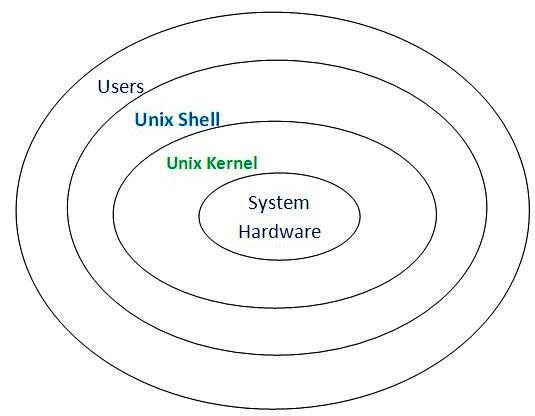 Users
Unix Shell
Unix Kernel
System
Hardware